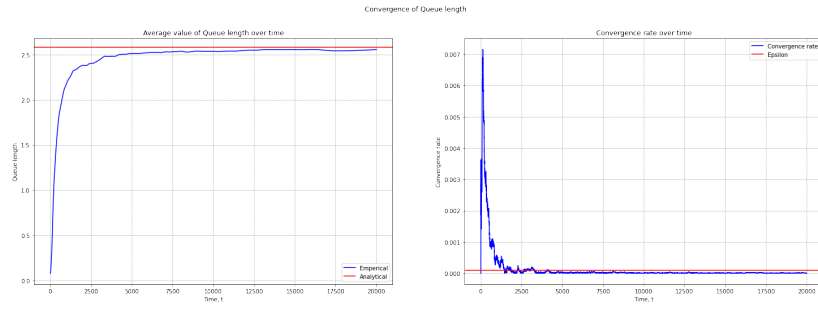 Convergence of Queue length
Average value of Queue length over time
Queue length
2.5
2.0
1.5
1.0
0.5
0.0
0
2500
5000
7500
10000
12500
15000
17500
20000
Time, t
Emperical
Analytical
Convergence rate over time
Convergence rate
0.007
0.006
0.005
0.004
0.003
0.002
0.001
0.000
0
2500
5000
7500
10000
12500
15000
17500
20000
Time, t
Convergence rate
Epsilon